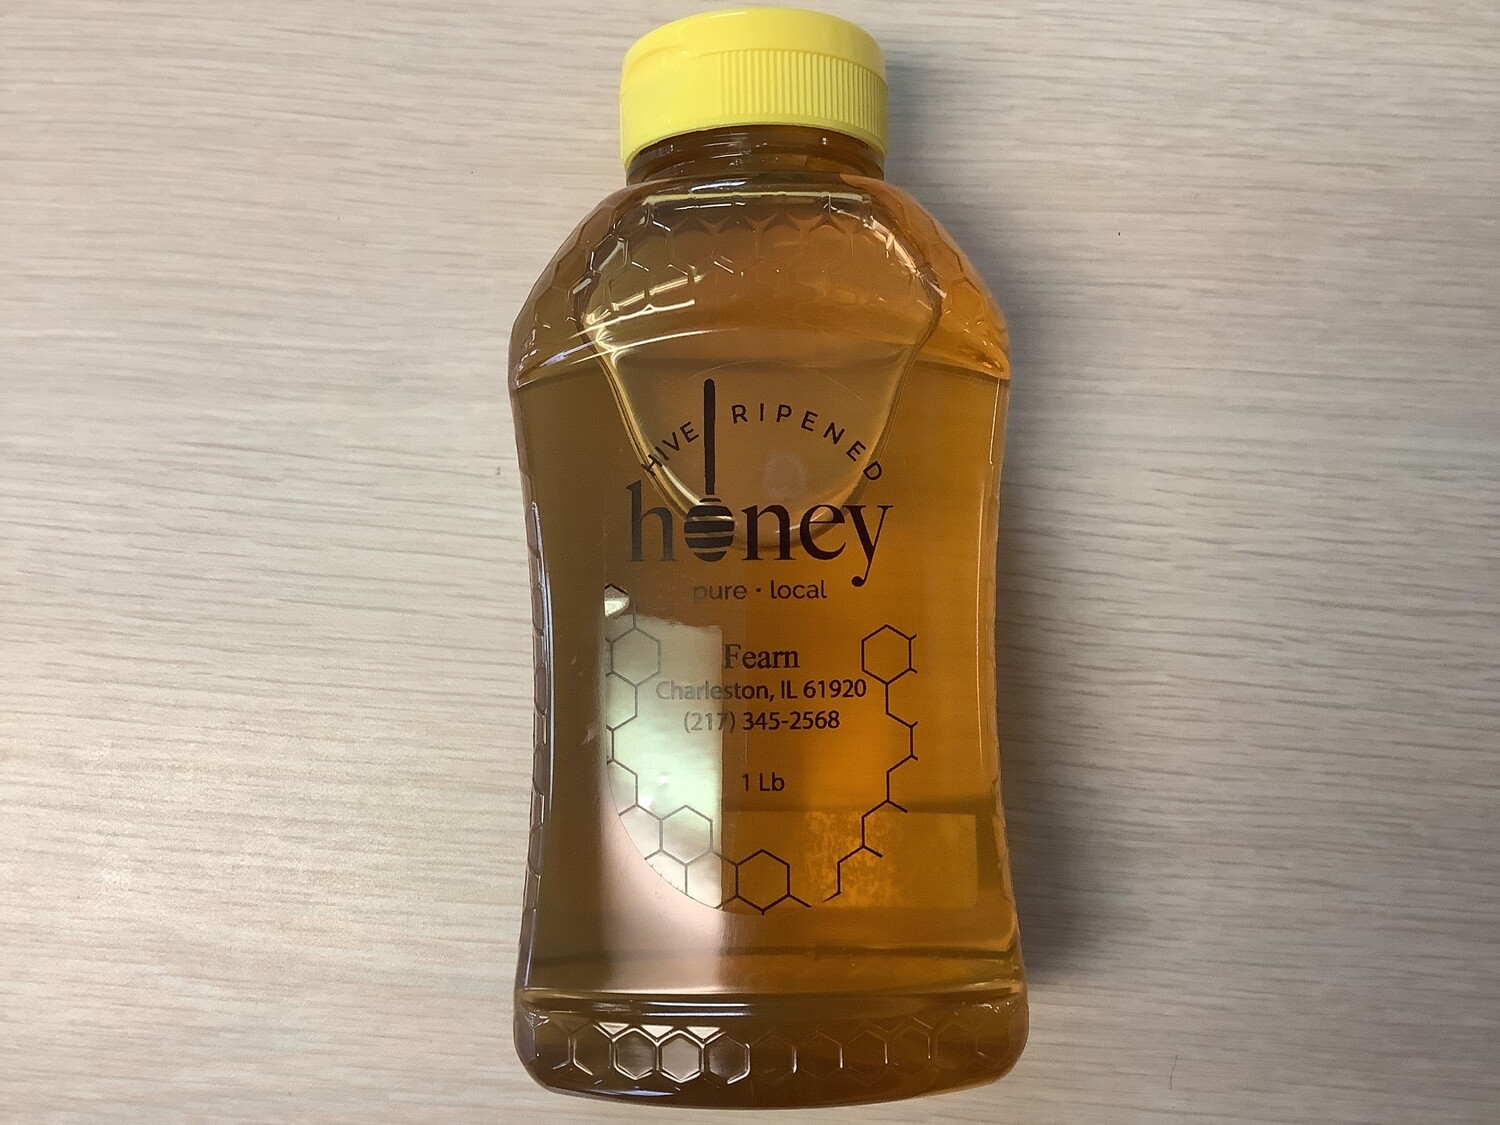 HIVE RIPENED
honey
pure • local
Fearn
Charleston, IL 61920
(217) 345-2568
1 Lb